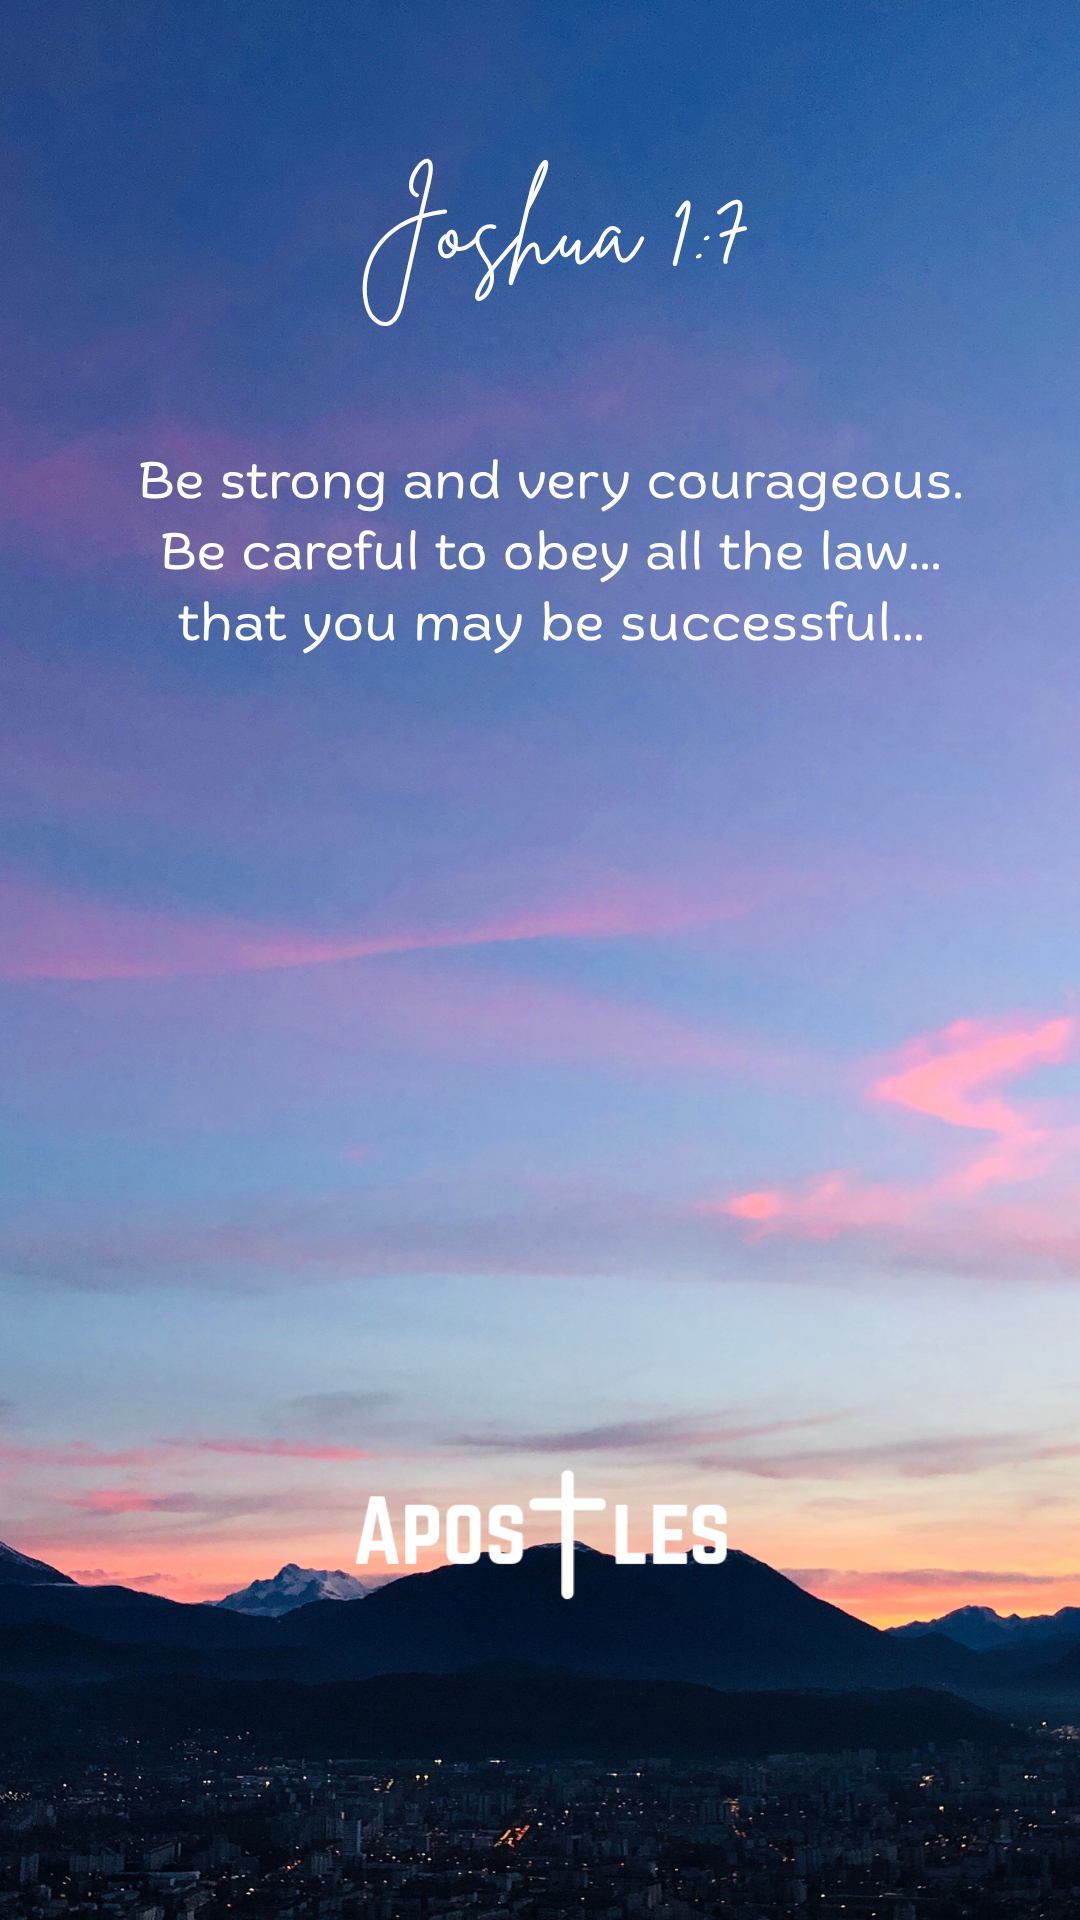 Joshua 1:7
Be strong and very courageous.
Be careful to obey all the law...
that you may be successful...
APOSTLES